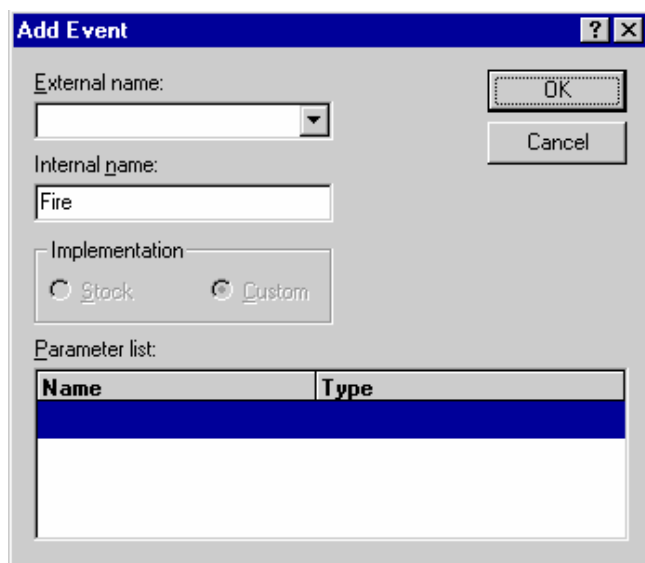 Add Event
External name:
OK
Cancel
Internal name:
Fire
Implementation
Stock Custom
Parameter list:
Name Type